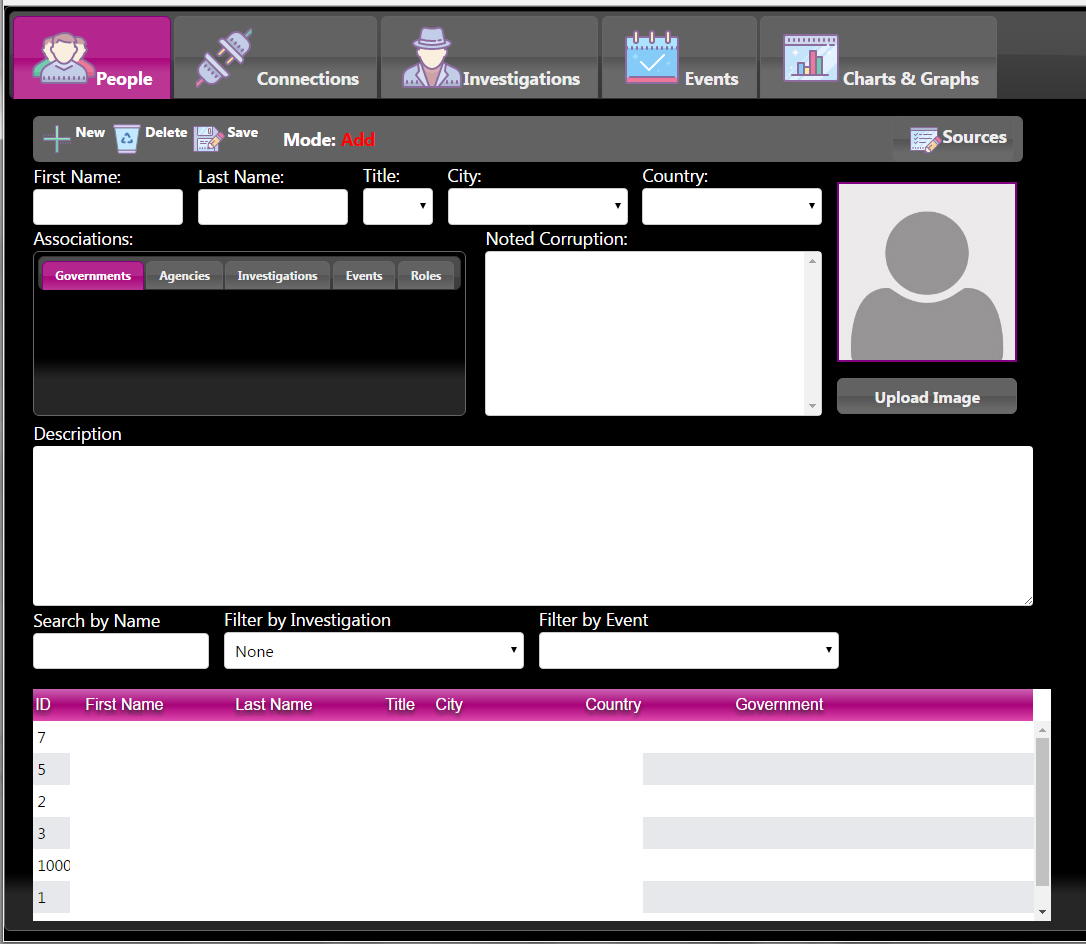 People Connections Investigations Events Charts & Graphs
New Delete Save Mode: Add Sources
First Name: Last Name: Title: City: Country:
Associations: Noted Corruption:
Governments Agencies Investigations Events Roles
Upload Image
Description
Search by Name Filter by Investigation Filter by Event
None
ID First Name Last Name Title City Country Government
7
5
2
3
1000
1